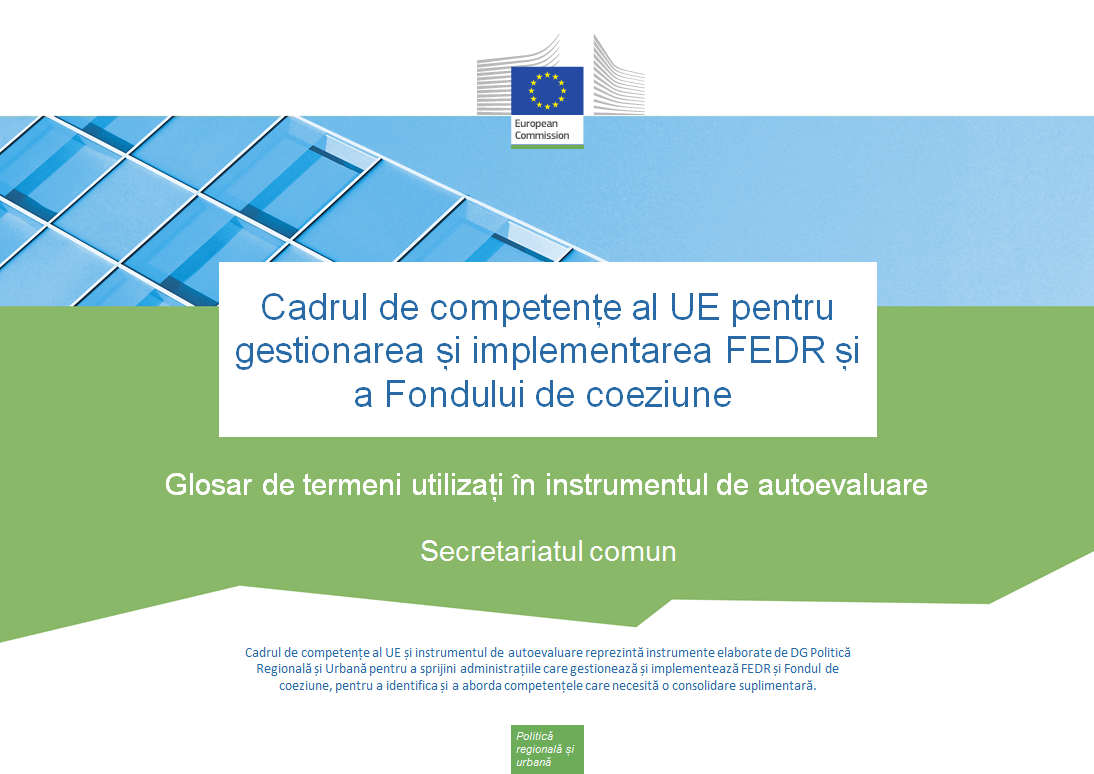 European
Commission
Cadrul de competențe al UE pentru
gestionarea și implementarea FEDR și
a Fondului de coeziune
Glosar de termeni utilizați în instrumentul de autoevaluare
Secretariatul comun
Cadrul de competențe al UE și instrumentul de autoevaluare reprezintă instrumente elaborate de DG Politică
Regională și Urbană pentru a sprijini administrațiile care gestionează și implementează FEDR și Fondul de
coeziune, pentru a identifica și a aborda competențele care necesită o consolidare suplimentară.
Politică
regională și
urbană